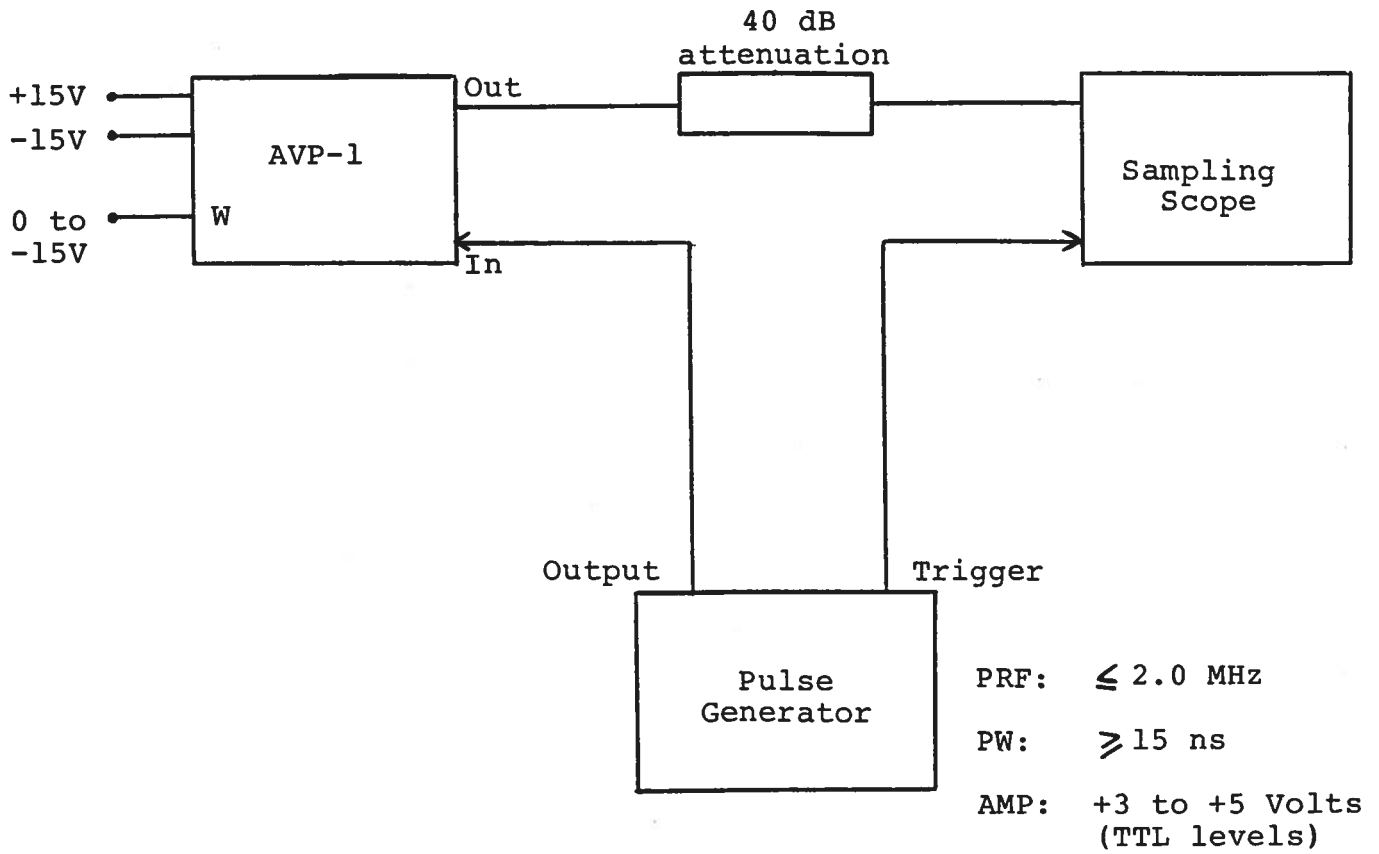 40 dB
attenuation
+15V
-15V
0 to
-15V
AVP-1
W
Out
In
Sampling
Scope
Output
Trigger
Pulse
Generator
PRF: ≤ 2.0 MHz
PW: ≥ 15 ns
AMP: +3 to +5 Volts
(TTL levels)